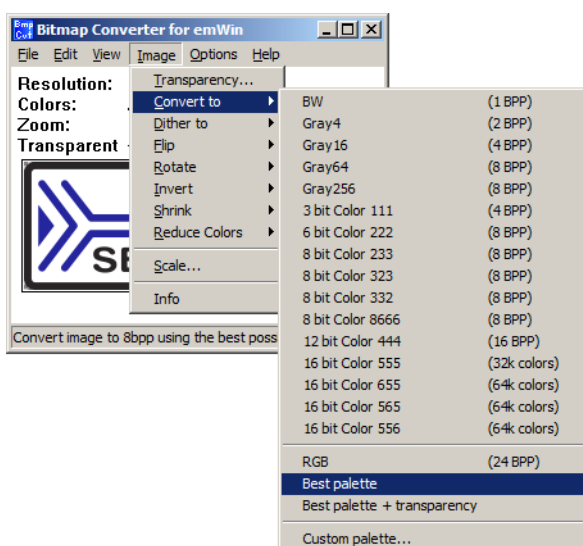 Bmp Cvt Bitmap Converter for emWin
File Edit View Image Options Help
Resolution:
Colors:
Zoom:
Transparent
SE
Convert image to 8bpp using the best poss
Transparency...
Convert to
Dither to
Flip
Rotate
Invert
Shrink
Reduce Colors
Scale...
Info
BW (1 BPP)
Gray4 (2 BPP)
Gray16 (4 BPP)
Gray64 (8 BPP)
Gray256 (8 BPP)
3 bit Color 111 (4 BPP)
6 bit Color 222 (8 BPP)
8 bit Color 233 (8 BPP)
8 bit Color 323 (8 BPP)
8 bit Color 332 (8 BPP)
8 bit Color 8666 (8 BPP)
12 bit Color 444 (16 BPP)
16 bit Color 555 (32k colors)
16 bit Color 655 (64k colors)
16 bit Color 565 (64k colors)
16 bit Color 556 (64k colors)
RGB (24 BPP)
Best palette
Best palette + transparency
Custom palette...